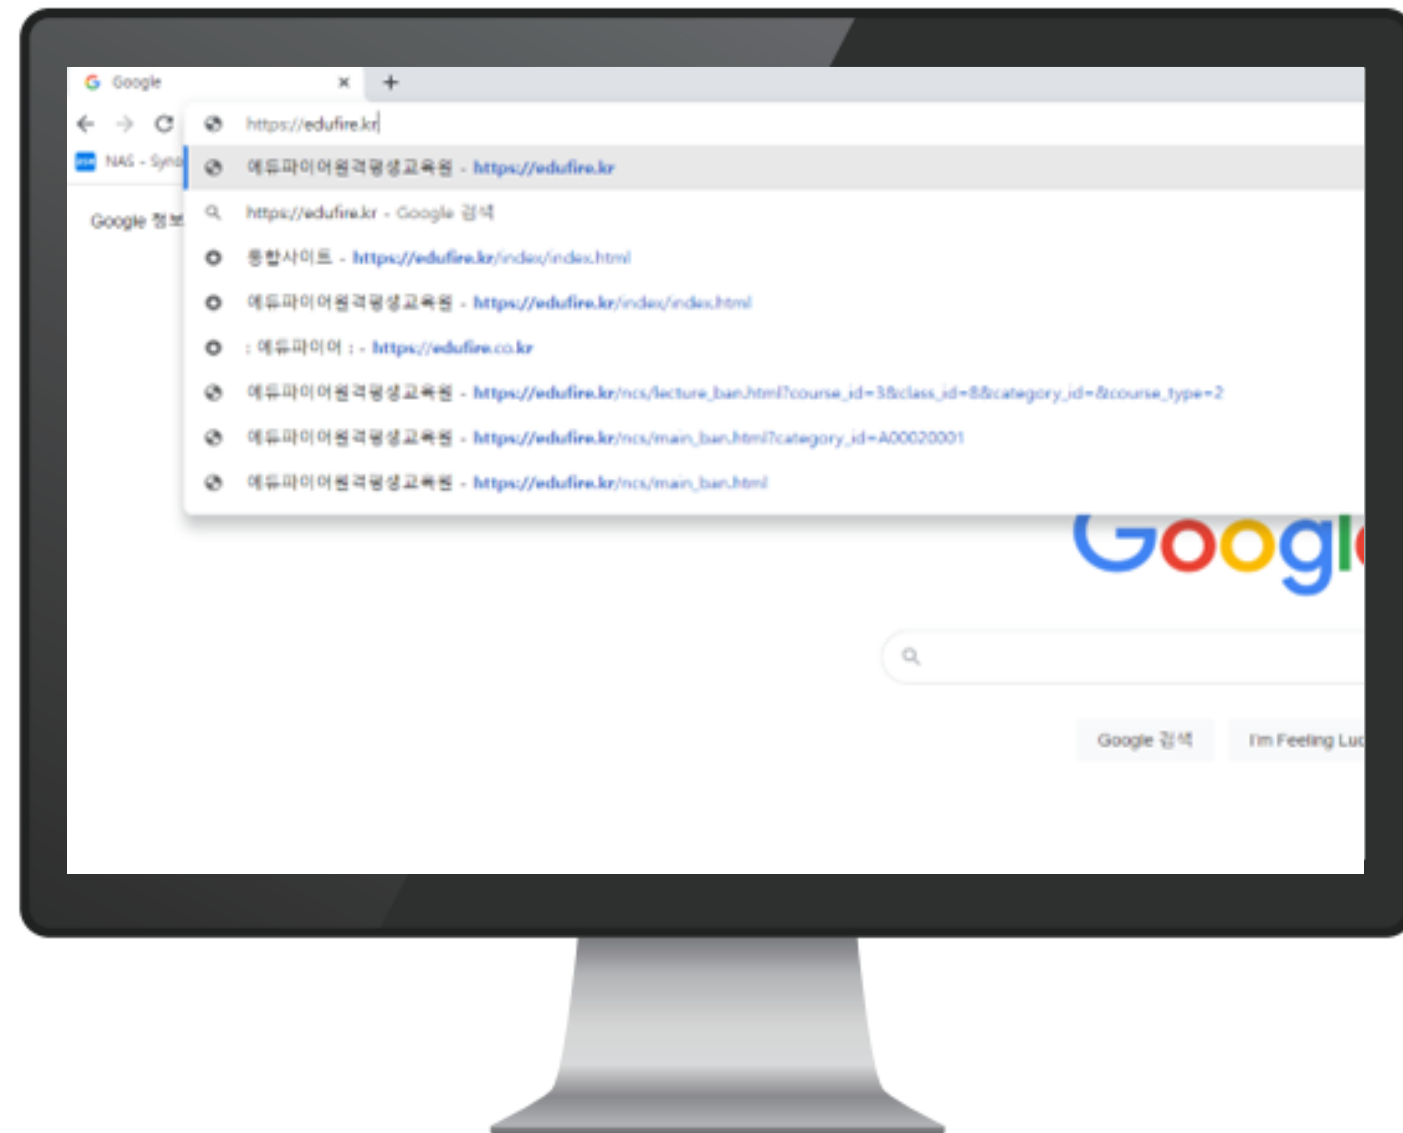 Google
https://edufire.kr
NAS - Syno
에듀파이어원격평생교육원 - https://edufire.kr
Google 정보
https://edufire.kr - Google 검색
통합사이트 - https://edufire.kr/index/index.html
에듀파이어원격평생교육원 - https://edufire.kr/index/index.html
: 에듀파이어 : - https://edufire.co.kr
에듀파이어원격평생교육원 - https://edufire.kr/ncs/lecture_ban.html?course_id=3&class_id=8&category_id=&course_type=2
에듀파이어원격평생교육원 - https://edufire.kr/ncs/main_ban.html?category_id=A00020001
에듀파이어원격평생교육원 - https://edufire.kr/ncs/main_ban.html
Google
Google 검색
I'm Feeling Luc